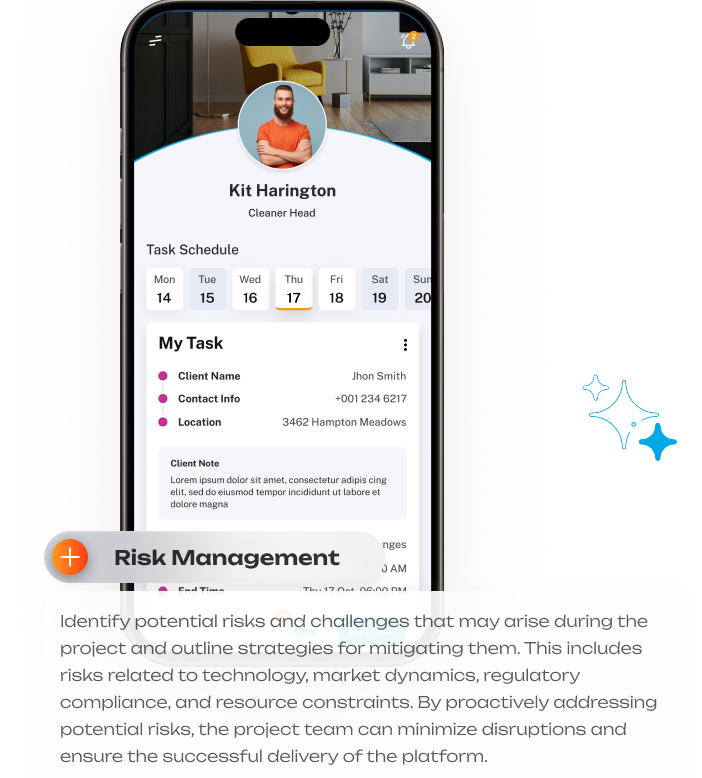 2
Kit Harington
Cleaner Head
Task Schedule
Mon Tue Wed Thu Fri Sat Sun
14 15 16 17 18 19 20
My Task
Client Name Jhon Smith
Contact Info +001 234 6217
Location 3462 Hampton Meadows
Client Note
Lorem ipsum dolor sit amet, consectetur adipis cing
elit, sed do eiusmod tempor incididunt ut labore et
dolore magna
Risk Management
AM
End Time Thu 17 Oct, 06:00 PM
Chat
Identify potential risks and challenges that may arise during the
project and outline strategies for mitigating them. This includes
risks related to technology, market dynamics, regulatory
compliance, and resource constraints. By proactively addressing
potential risks, the project team can minimize disruptions and
ensure the successful delivery of the platform.